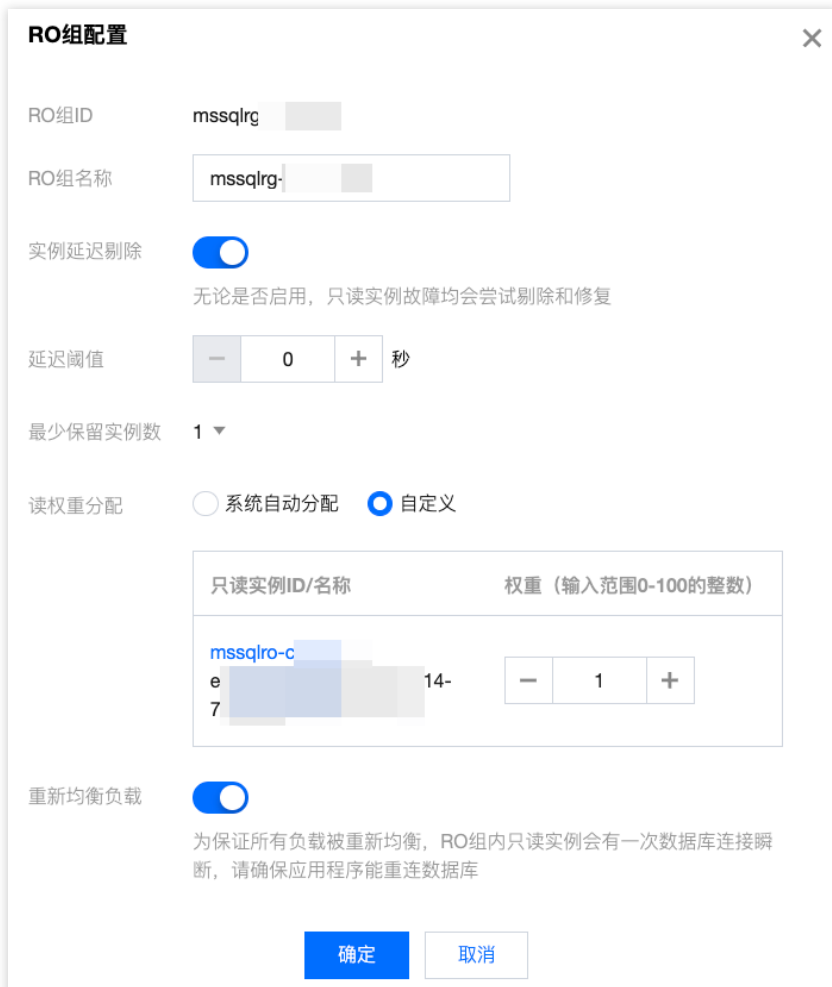 RO组配置
RO组ID mssqlrg
RO组名称 mssqlrg-
实例延迟剔除
无论是否启用，只读实例故障均会尝试剔除和修复
延迟阈值 0 秒
最少保留实例数 1
读权重分配 系统自动分配 自定义
只读实例ID/名称 权重（输入范围0-100的整数）
mssqlro-c
e 14- 1
7
重新均衡负载
为保证所有负载被重新均衡，RO组内只读实例会有一次数据库连接瞬
断，请确保应用程序能重连数据库
确定 取消